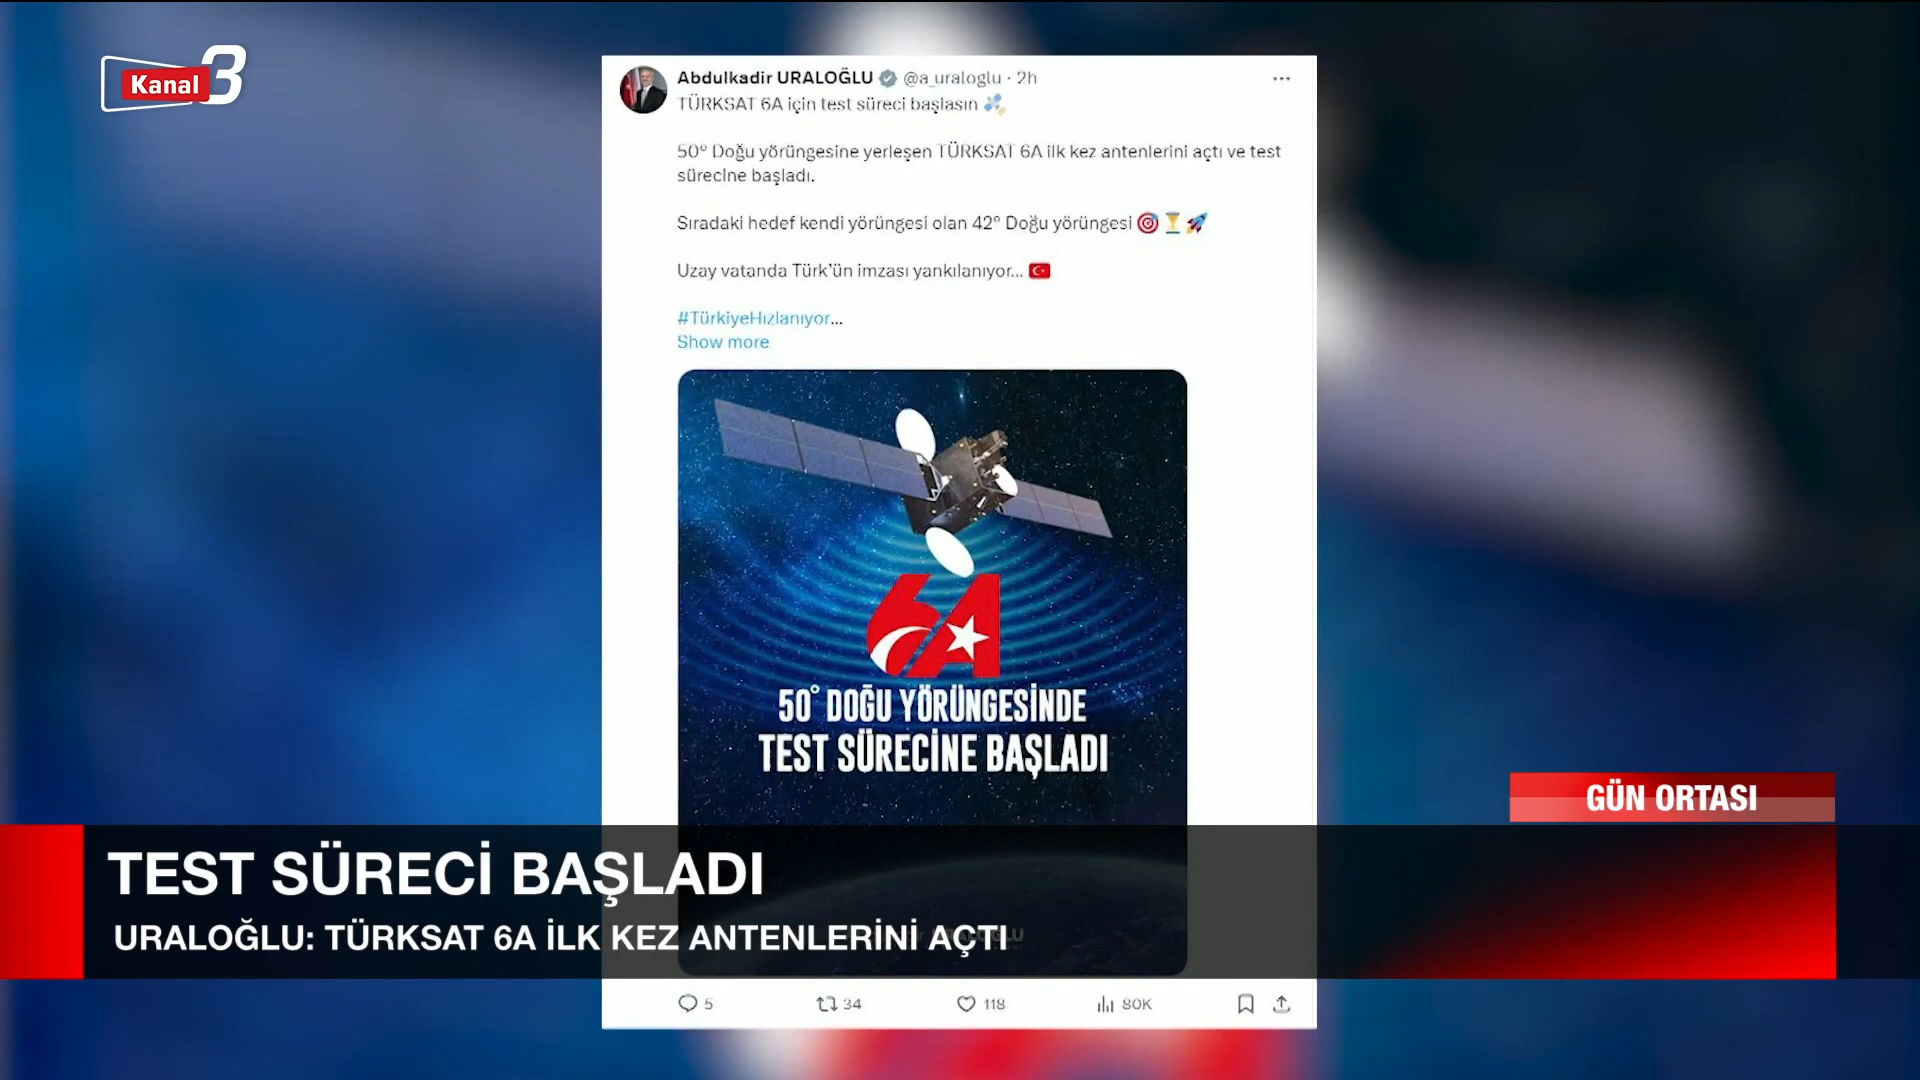 Kanal 3
Abdulkadir URALOĞLU @a_uraloglu · 2h
TÜRKSAT 6A için test süreci başlasın
50° Doğu yörüngesine yerleşen TÜRKSAT 6A ilk kez antenlerini açtı ve test
sürecine başladı.
Sıradaki hedef kendi yörüngesi olan 42° Doğu yörüngesi
Uzay vatanda Türk'ün imzası yankılanıyor...
#TürkiyeHızlanıyor...
Show more
6A
50° DOĞU YÖRÜNGESİNDE
TEST SÜRECİNE BAŞLADI
GÜN ORTASI
TEST SÜRECİ BAŞLADI
URALOĞLU: TÜRKSAT 6A İLK KEZ ANTENLERİNİ AÇTI
5 34 118 80K